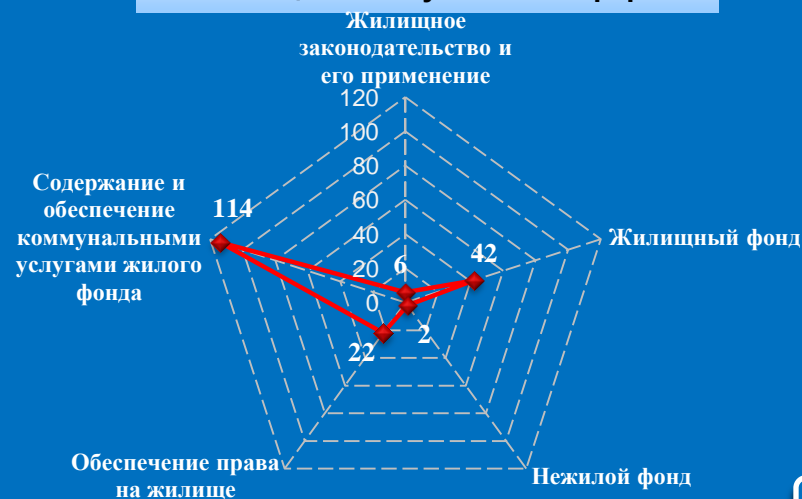 Жилищное
законодательство и
его применение
120
100
80
60
40
20
0
Содержание и
обеспечение
коммунальными
услугами жилого
фонда
114
6
42
Жилищный фонд
2
22
Обеспечение права
на жилище
Нежилой фонд